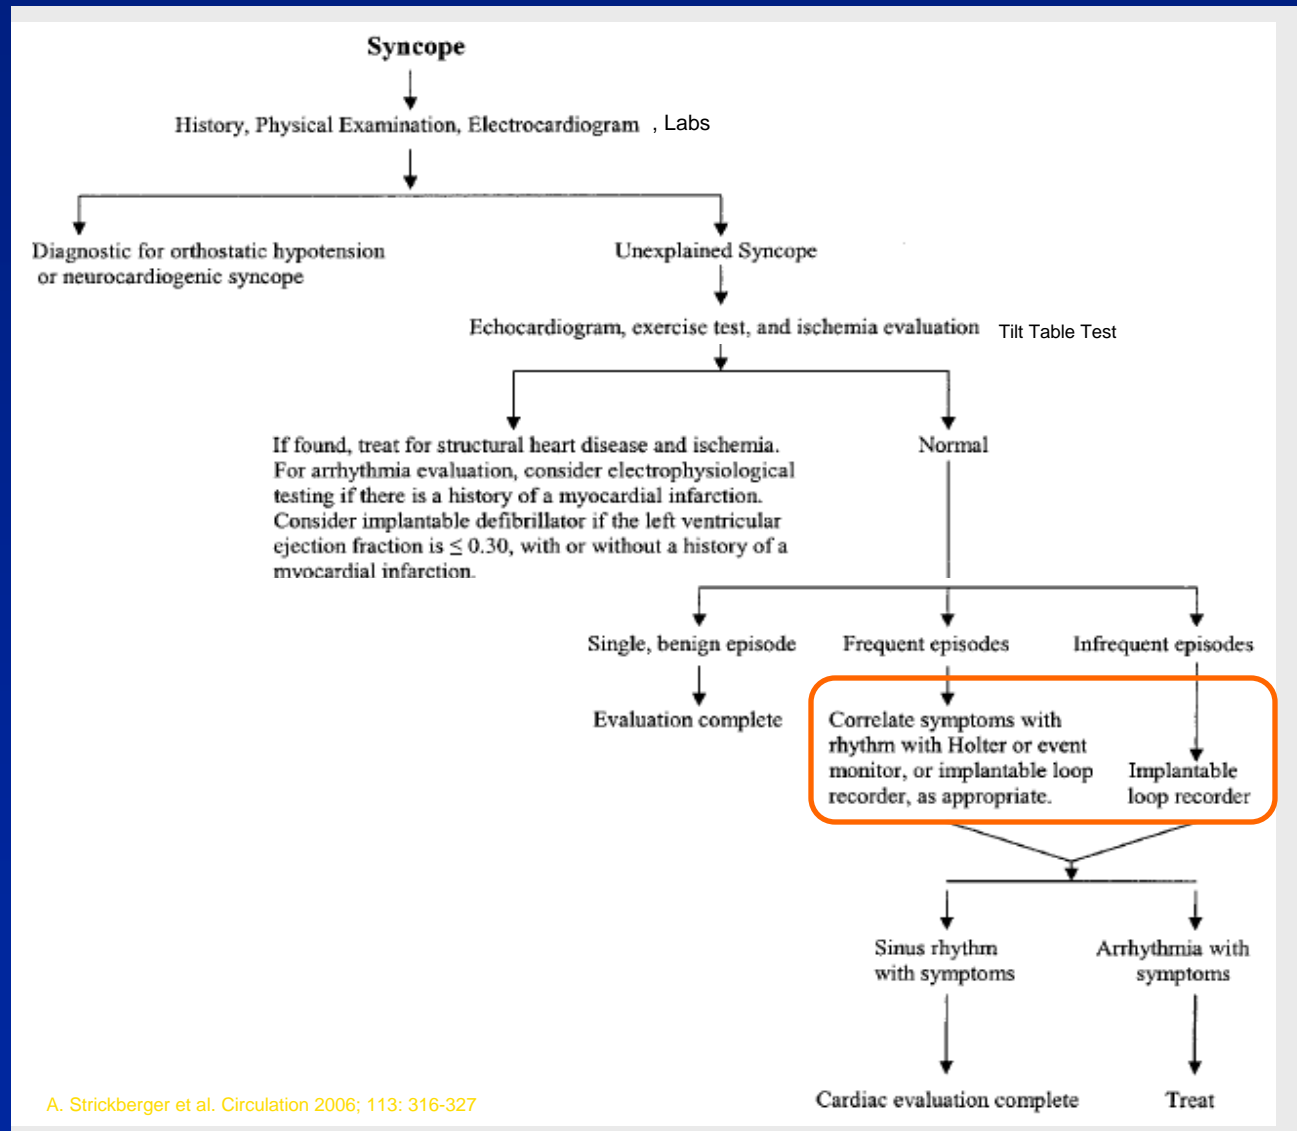 Syncope
History, Physical Examination, Electrocardiogram , Labs
Diagnostic for orthostatic hypotension
or neurocardiogenic syncope
Unexplained Syncope
Echocardiogram, exercise test, and ischemia evaluation Tilt Table Test
If found, treat for structural heart disease and ischemia.
For arrhythmia evaluation, consider electrophysiological
testing if there is a history of a myocardial infarction.
Consider implantable defibrillator if the left ventricular
ejection fraction is ≤ 0.30, with or without a history of a
myocardial infarction.
Normal
Single, benign episode
Frequent episodes
Infrequent episodes
Evaluation complete
Correlate symptoms with
rhythm with Holter or event
monitor, or implantable loop
recorder, as appropriate.
Implantable
loop recorder
Sinus rhythm
with symptoms
Arrhythmia with
symptoms
Cardiac evaluation complete
Treat
A. Strickberger et al. Circulation 2006; 113: 316-327